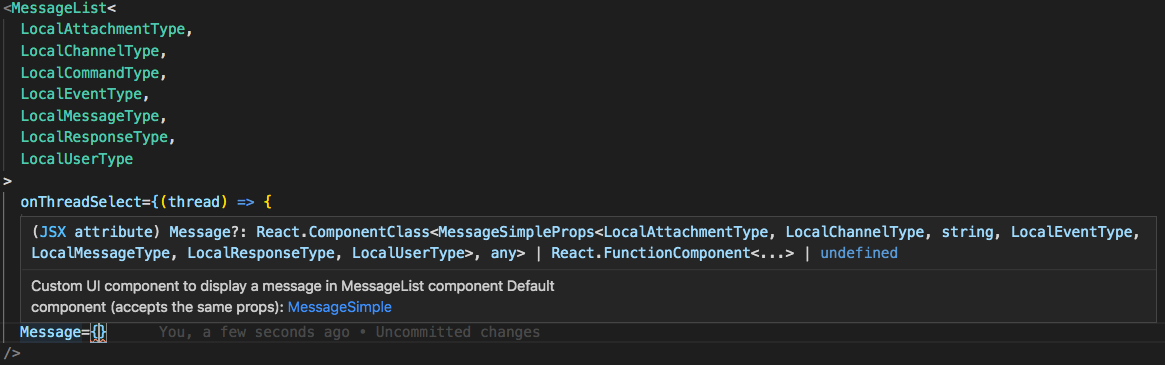 <MessageList<
LocalAttachmentType,
LocalChannelType,
LocalCommandType,
LocalEventType,
LocalMessageType,
LocalResponseType,
LocalUserType
>
onThreadSelect={(thread) => {
(JSX attribute) Message?: React.ComponentClass<MessageSimpleProps<LocalAttachmentType, LocalChannelType, string, LocalEventType,
LocalMessageType, LocalResponseType, LocalUserType>, any> | React.FunctionComponent<...> | undefined
Custom UI component to display a message in MessageList component Default
component (accepts the same props): MessageSimple
Message={} You, a few seconds ago • Uncommitted changes
/>